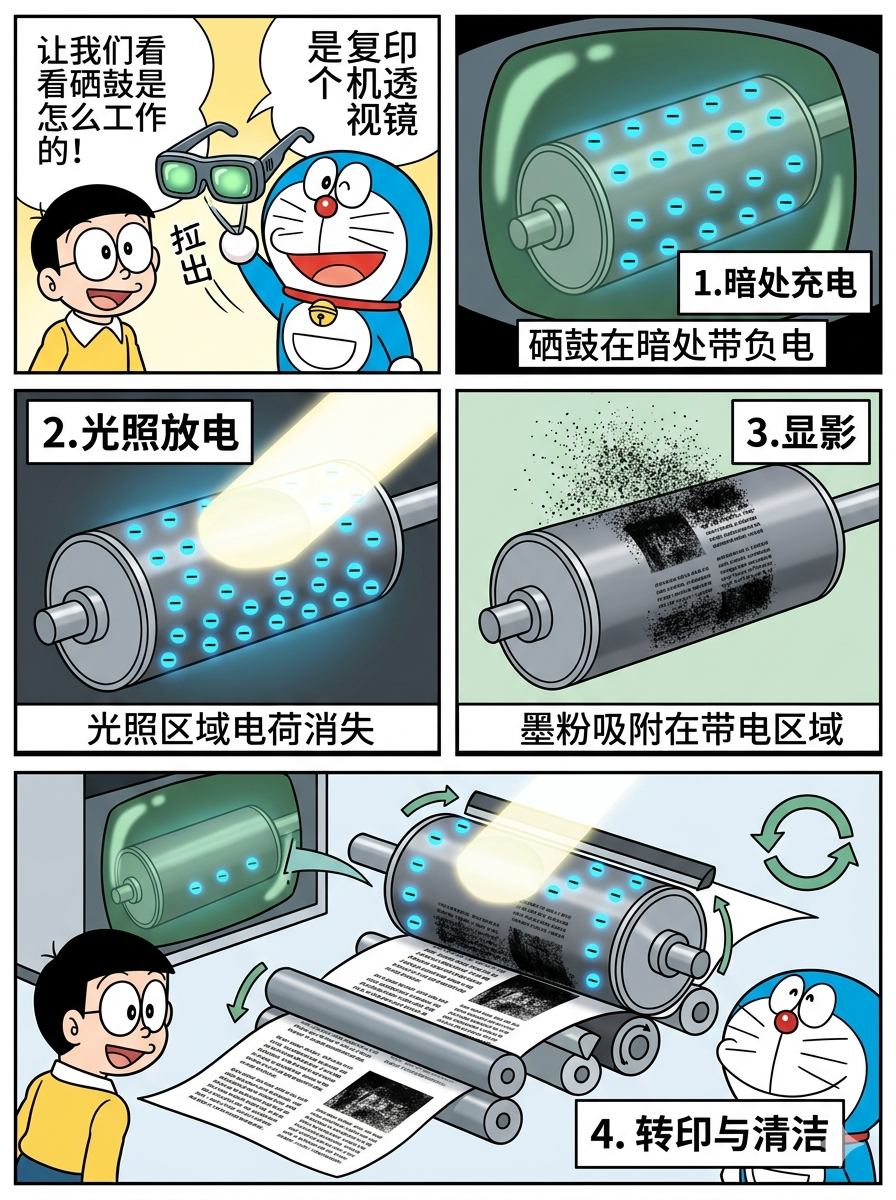 让我们看
看硒鼓是
怎么工作
的！
是复印
个机透
视镜
拉出
1.暗处充电
硒鼓在暗处带负电
2.光照放电
光照区域电荷消失
3.显影
墨粉吸附在带电区域
4. 转印与清洁